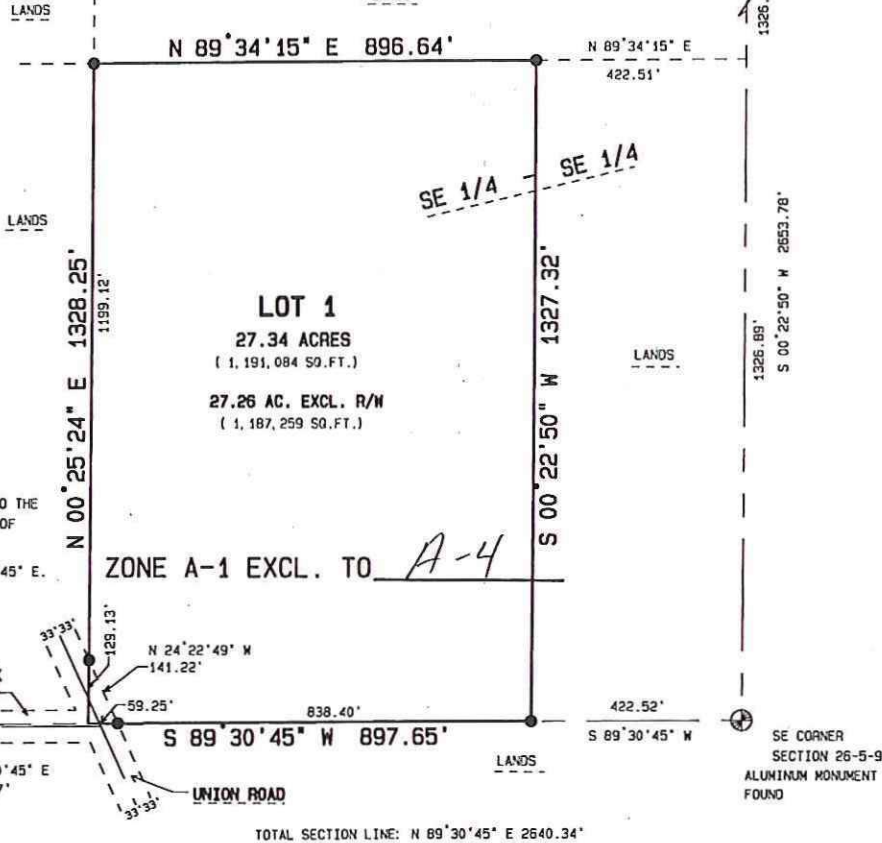 LANDS
1326.
N 89°34'15" E 896.64'
N 89°34'15" E
422.51'
SE 1/4 - SE 1/4
LANDS
N 00°25'24" E 1328.25'
1199.12'
LOT 1
27.34 ACRES
( 1,191,084 SQ.FT.)
27.26 AC. EXCL. R/W
( 1,187,259 SQ.FT.)
S 00°22'50" W 1327.32'
LANDS
1326.89'
S 00°22'50" W 2653.78'
O THE
OF
45" E.
ZONE A-1 EXCL. TO A-4
33'33'
129.13'
N 24°22'49" W
141.22'
59.25'
838.40'
S 89°30'45" W 897.65'
422.52'
S 89°30'45" W
SE CORNER
SECTION 26-5-9
ALUMINUM MONUMENT
FOUND
LANDS
'45" E
7'
33'33'
UNION ROAD
TOTAL SECTION LINE: N 89°30'45" E 2640.34'